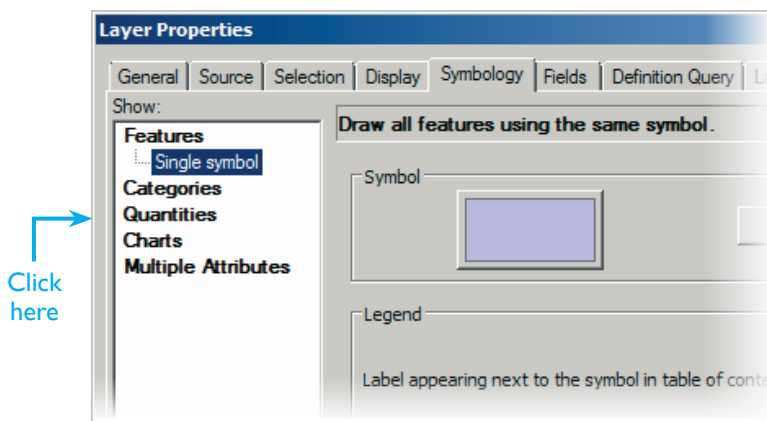 Layer Properties
General Source Selection Display Symbology Fields Definition Query
Show:
Features
Single symbol
Categories
Quantities
Charts
Multiple Attributes
Click
here
Draw all features using the same symbol.
Symbol
Legend
Label appearing next to the symbol in table of conte